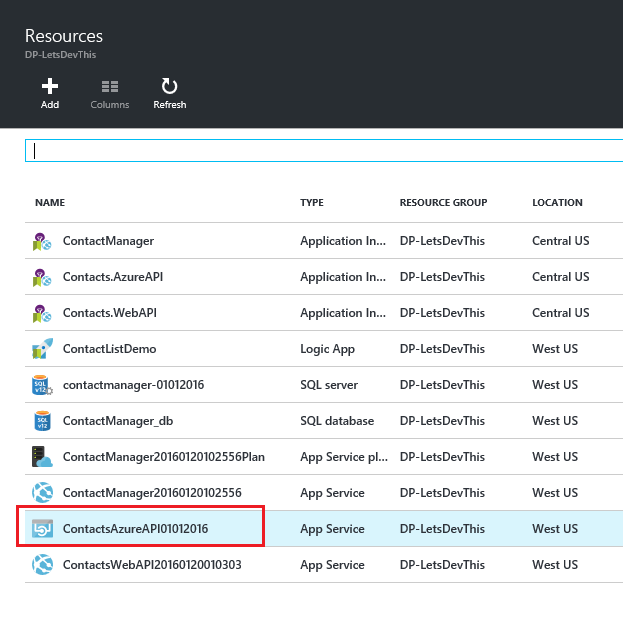 Resources
DP-LetsDevThis
Add Columns Refresh
NAME TYPE RESOURCE GROUP LOCATION
ContactManager Application In... DP-LetsDevThis Central US
Contacts.AzureAPI Application In... DP-LetsDevThis Central US
Contacts.WebAPI Application In... DP-LetsDevThis Central US
ContactListDemo Logic App DP-LetsDevThis West US
SQL v12 contactmanager-01012016 SQL server DP-LetsDevThis West US
SQL v12 ContactManager_db SQL database DP-LetsDevThis West US
ContactManager20160120102556Plan App Service pl... DP-LetsDevThis West US
ContactManager20160120102556 App Service DP-LetsDevThis West US
ContactsAzureAPI01012016 App Service DP-LetsDevThis West US
ContactsWebAPI20160120010303 App Service DP-LetsDevThis West US